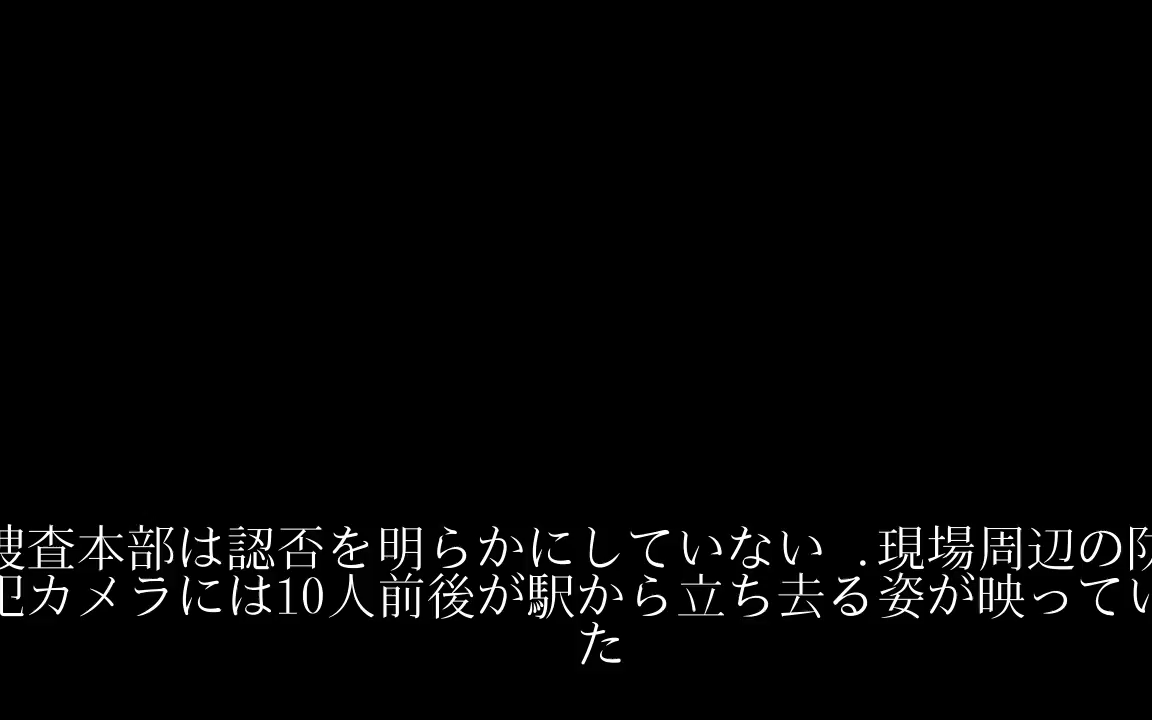 捜査本部は認否を明らかにしていない .現場周辺の防
犯カメラには10人前後が駅から立ち去る姿が映ってい
た